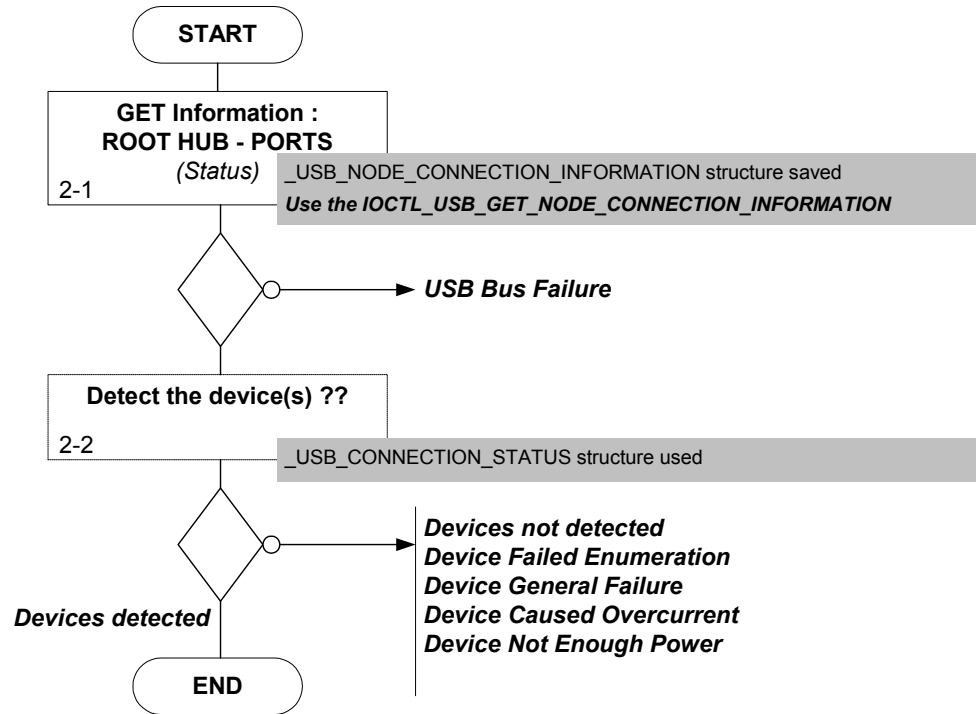 START
GET Information :
ROOT HUB - PORTS
(Status)
2-1
_USB_NODE_CONNECTION_INFORMATION structure saved
Use the IOCTL_USB_GET_NODE_CONNECTION_INFORMATION
USB Bus Failure
Detect the device(s) ??
2-2
_USB_CONNECTION_STATUS structure used
Devices not detected
Device Failed Enumeration
Device General Failure
Device Caused Overcurrent
Device Not Enough Power
Devices detected
END